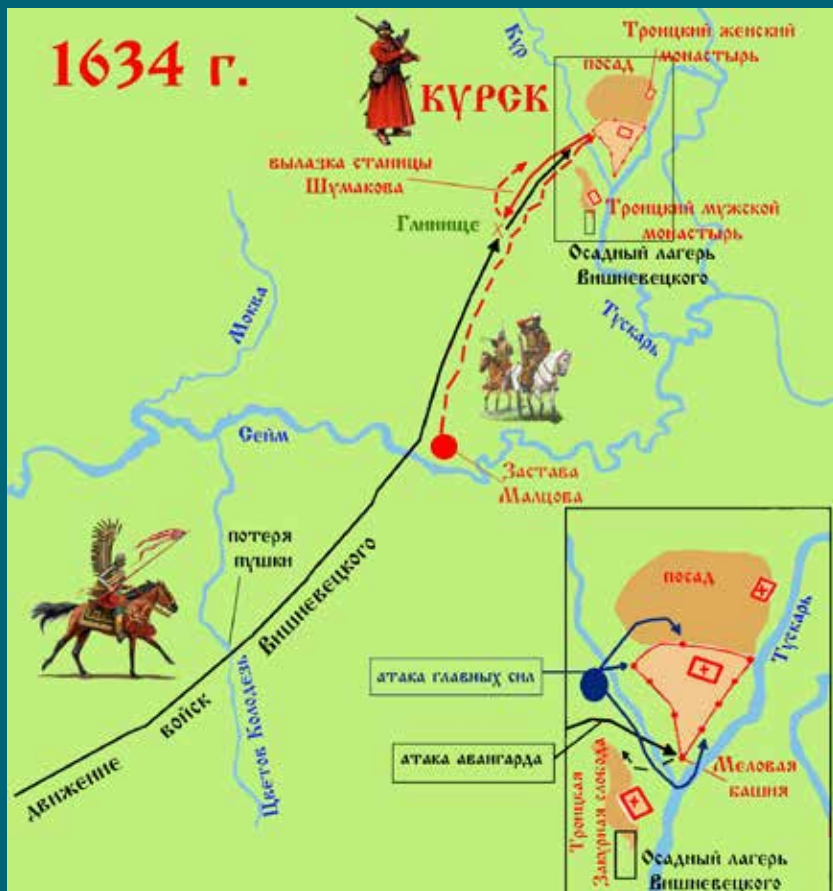 1634 г.
Кур
Троицкий женский
монастырь
посад
КУРСК
вылазка станицы
Шумакова
Глинище
Троицкий мужской
монастырь
Осадный лагерь
Вишневецкого
Моква
Тускарь
Сейм
Застава
Малцова
потеря
пушки
движение войск Вишневецкого
Цветов Колодезь
посад
Тускарь
атака главных сил
атака авангарда
Меловая
кашня
Троицкая
Закурная слокода
Осадный лагерь
Вишневецкого